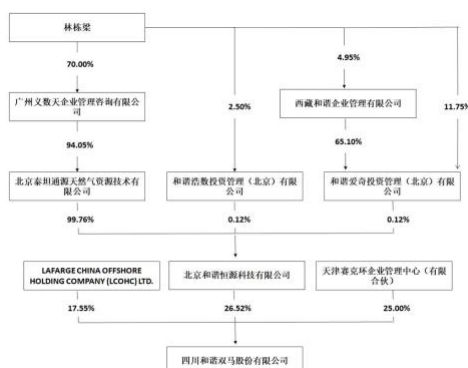 林栋梁
70.00%
2.50%
4.95%
11.75%
广州义数天企业管理咨询有限公
司
西藏和谐企业管理有限公司
94.05%
65.10%
北京泰坦通源天然气资源技术有
限公司
和谐浩数投资管理(北京)有限
公司
和谐爱奇投资管理(北京)有限
公司
99.76%
0.12%
0.12%
LAFARGE CHINA OFFSHORE
HOLDING COMPANY (LCOHC) LTD.
北京和谐恒源科技有限公司
天津赛克环企业管理中心(有限
合伙)
17.55%
26.52%
25.00%
四川和谐双马股份有限公司